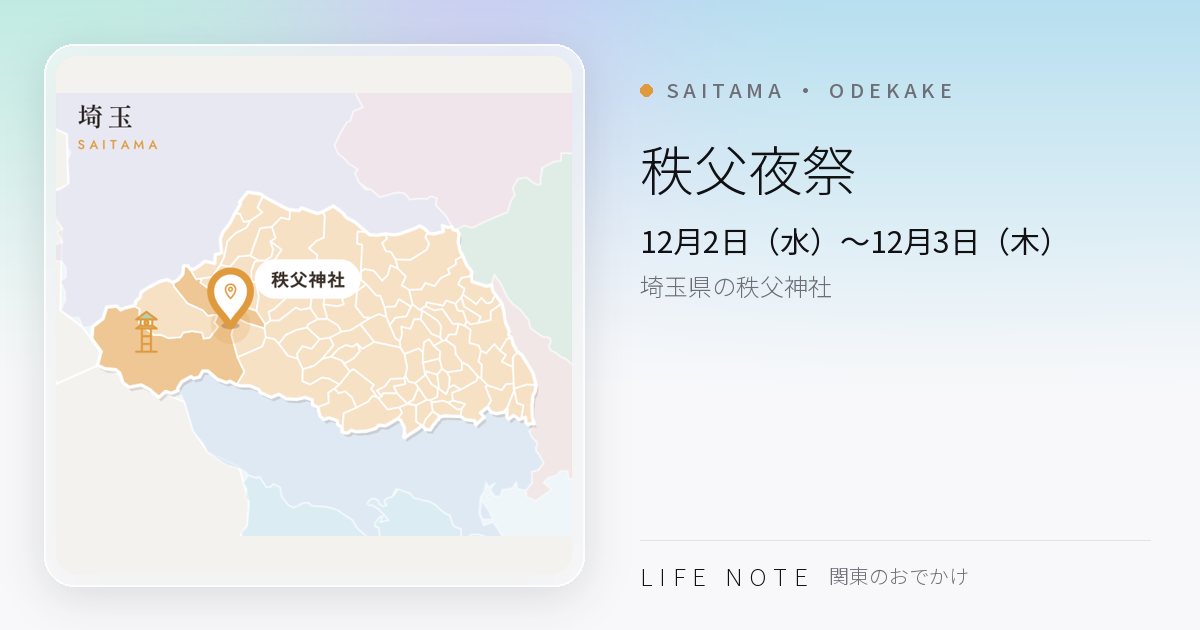 埼玉
SAITAMA
秩父神社
SAITAMA • ODEKAKE
秩父夜祭
12月2日（水）～12月3日（木）
埼玉県の秩父神社
LIFE NOTE 関東のおでかけ